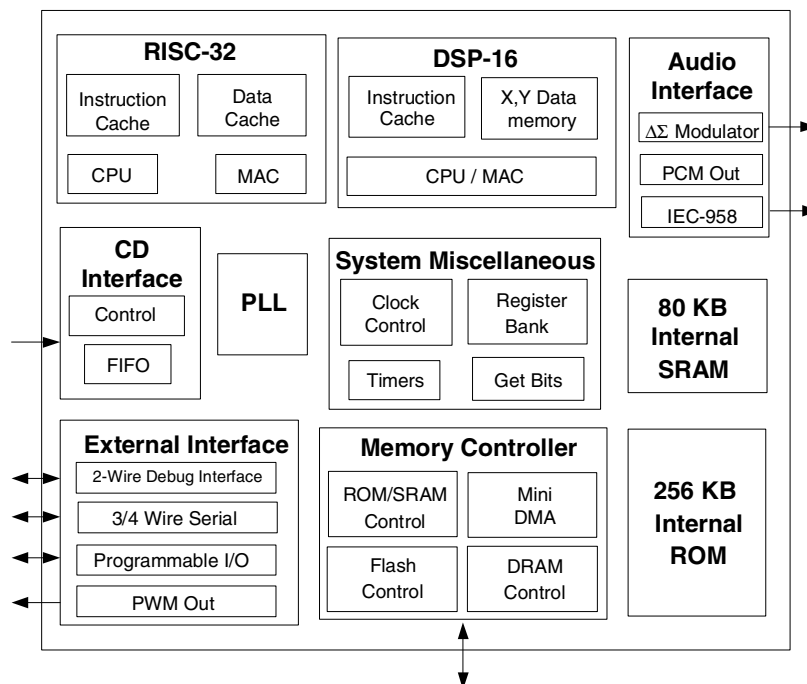 RISC-32
Instruction
Cache
Data
Cache
CPU
MAC
DSP-16
Instruction
Cache
X,Y Data
memory
CPU / MAC
Audio
Interface
ΔΣ Modulator
PCM Out
IEC-958
CD
Interface
Control
FIFO
PLL
System Miscellaneous
Clock
Control
Register
Bank
Timers
Get Bits
80 KB
Internal
SRAM
External Interface
2-Wire Debug Interface
3/4 Wire Serial
Programmable I/O
PWM Out
Memory Controller
ROM/SRAM
Control
Mini
DMA
Flash
Control
DRAM
Control
256 KB
Internal
ROM